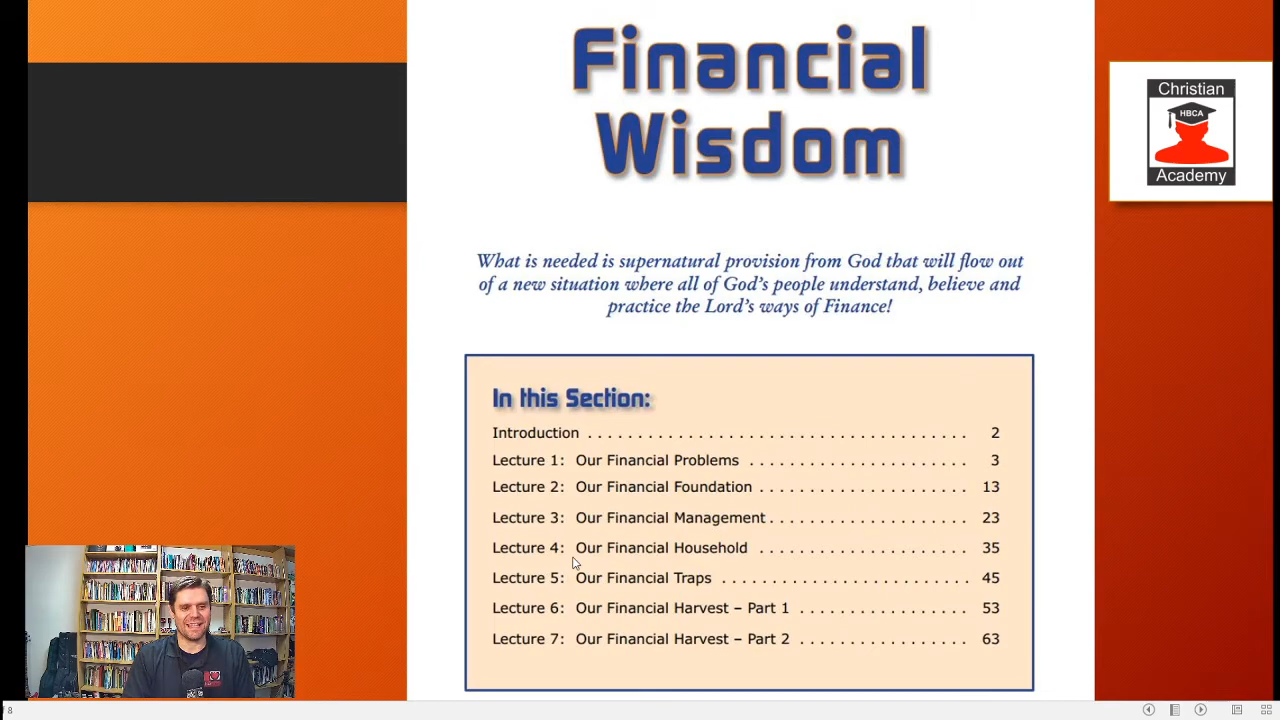 Financial
Wisdom
Christian
HBCA
Academy
What is needed is supernatural provision from God that will flow out
of a new situation where all of God's people understand, believe and
practice the Lord's ways of Finance!
In this Section:
Introduction . . . . . . . . . . . . . . . . . . . . . . . . . . . . . . . . . . . . . . 2
Lecture 1: Our Financial Problems . . . . . . . . . . . . . . . . . . . . . . 3
Lecture 2: Our Financial Foundation . . . . . . . . . . . . . . . . . . . . . 13
Lecture 3: Our Financial Management . . . . . . . . . . . . . . . . . . . . 23
Lecture 4: Our Financial Household . . . . . . . . . . . . . . . . . . . . . 35
Lecture 5: Our Financial Traps . . . . . . . . . . . . . . . . . . . . . . . . . 45
Lecture 6: Our Financial Harvest – Part 1 . . . . . . . . . . . . . . . . . 53
Lecture 7: Our Financial Harvest – Part 2 . . . . . . . . . . . . . . . . . 63